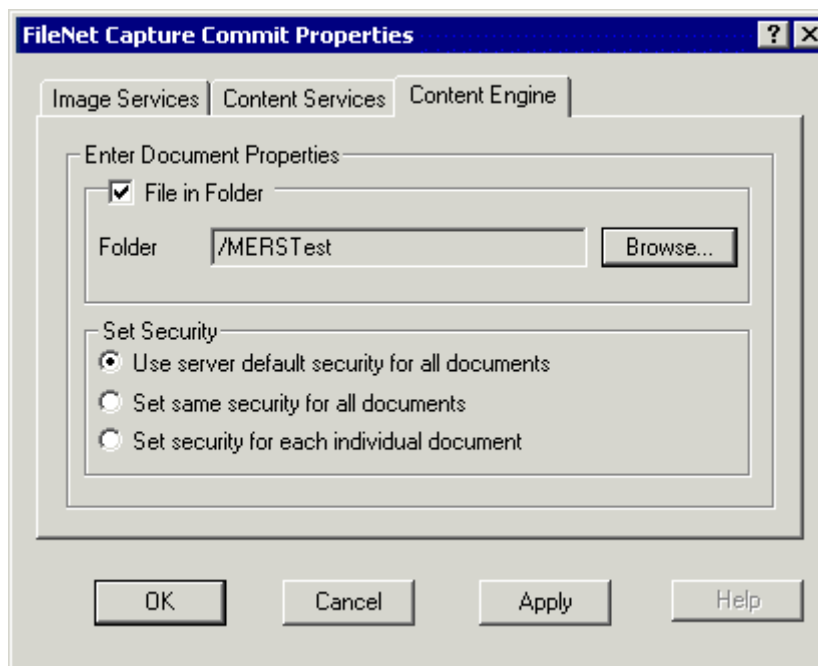 FileNet Capture Commit Properties
Image Services Content Services Content Engine
Enter Document Properties
File in Folder
Folder /MERSTest Browse...
Set Security
Use server default security for all documents
Set same security for all documents
Set security for each individual document
OK Cancel Apply Help